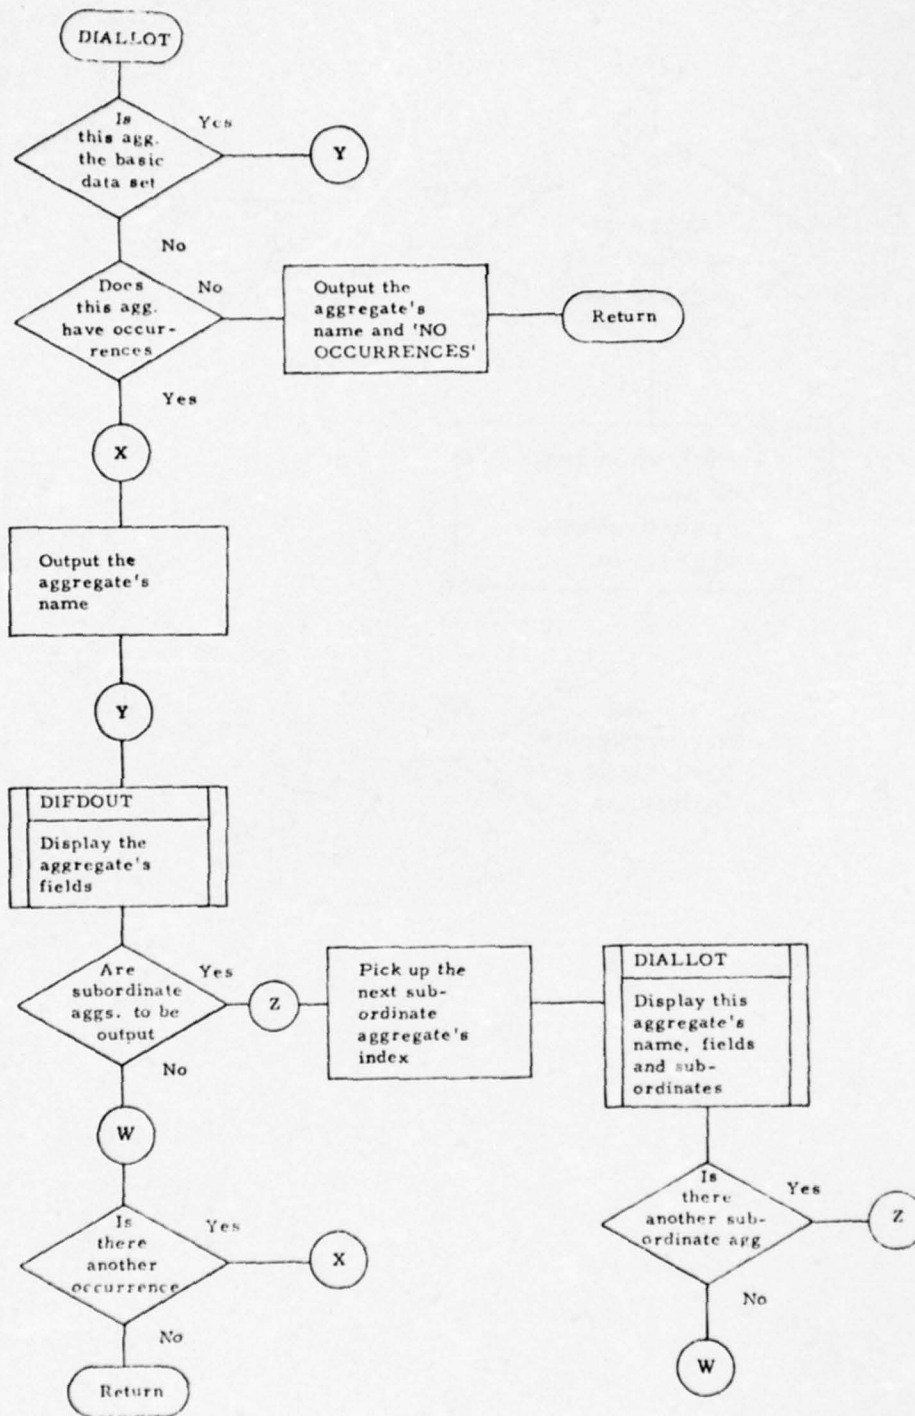 DIALLOT
Is
this agg.
the basic
data set
Yes
Y
No
Does
this agg.
have occur-
rences
No
Output the
aggregate's
name and 'NO
OCCURRENCES'
Return
Yes
X
Output the
aggregate's
name
Y
DIFDOUT
Display the
aggregate's
fields
Are
subordinate
aggs. to be
output
Yes
Z
Pick up the
next sub-
ordinate
aggregate's
index
DIALLOT
Display this
aggregate's
name, fields
and sub-
ordinates
No
W
Is
there
another sub-
ordinate agg
Yes
Z
No
W
Is
there
another
occurrence
Yes
X
No
Return